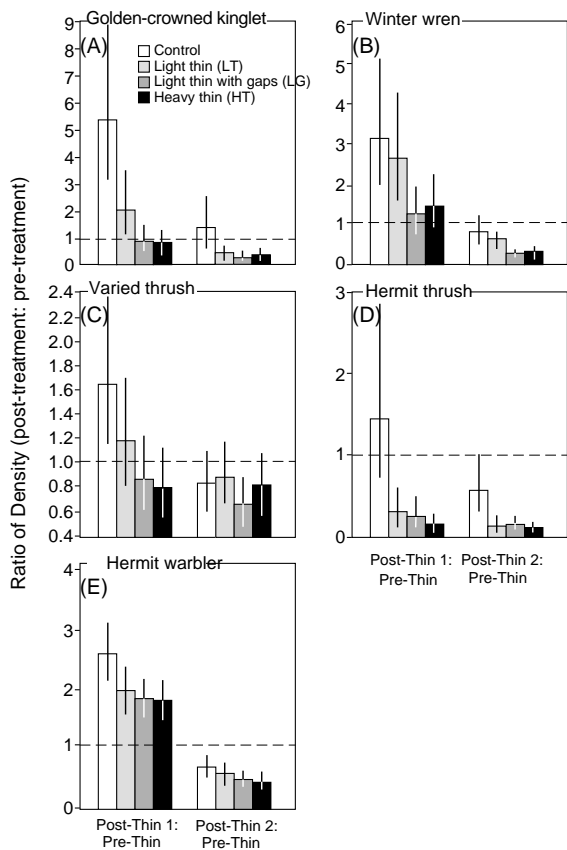 Golden-crowned kinglet
(A)
Control
Light thin (LT)
Light thin with gaps (LG)
Heavy thin (HT)
9
8
7
6
5
4
3
2
1
0
Winter wren
(B)
6
5
4
3
2
1
0
Ratio of Density (post-treatment: pre-treatment)
Varied thrush
(C)
2.4
2.2
2.0
1.8
1.6
1.4
1.2
1.0
0.8
0.6
0.4
Hermit thrush
(D)
3
2
1
0
Post-Thin 1:
Pre-Thin
Post-Thin 2:
Pre-Thin
Hermit warbler
(E)
4
3
2
1
0
Post-Thin 1:
Pre-Thin
Post-Thin 2:
Pre-Thin